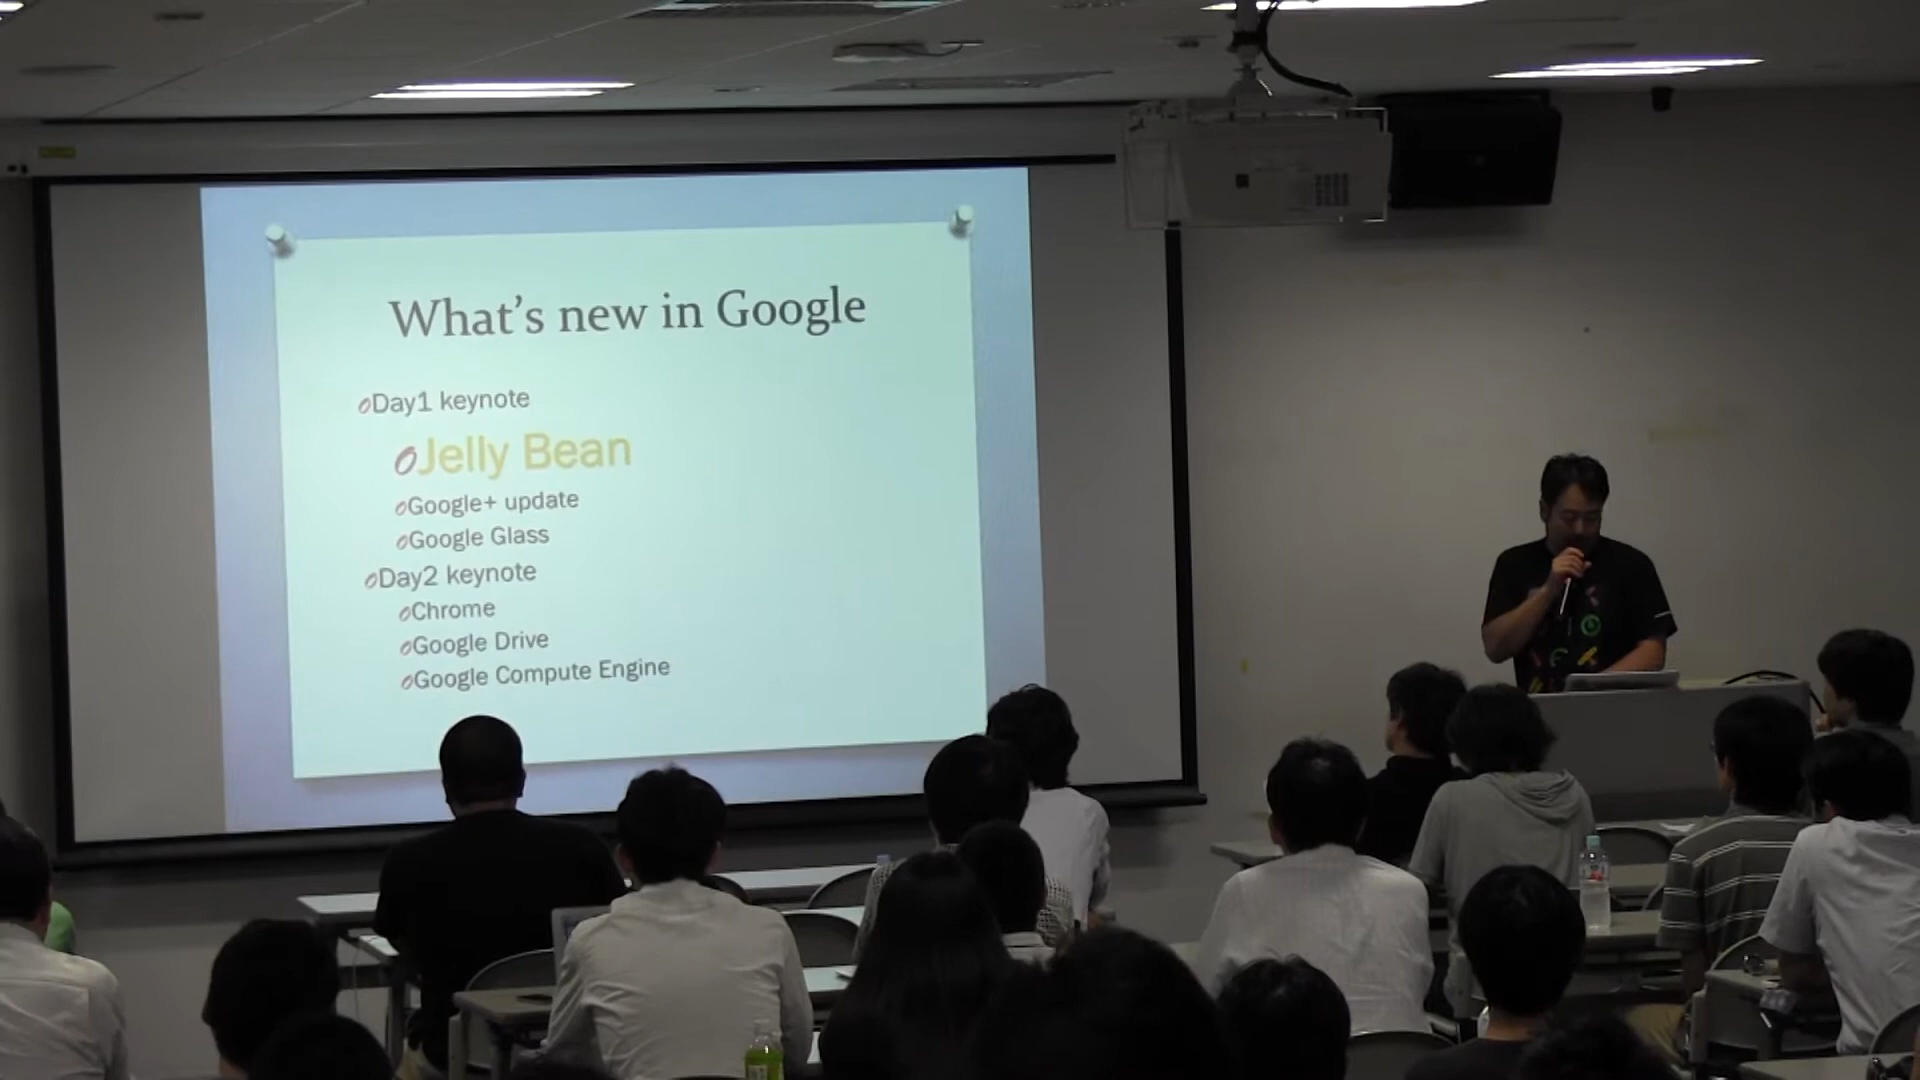 What's new in Google
Day1 keynote
Jelly Bean
Google+ update
Google Glass
Day2 keynote
Chrome
Google Drive
Google Compute Engine